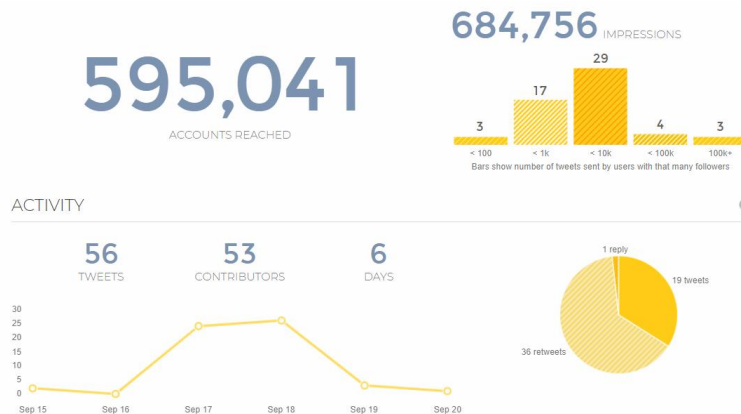 595,041
ACCOUNTS REACHED
684,756 IMPRESSIONS
3 17 29 4 3
< 100 < 1k < 10k < 100k 100k+
Bars show number of tweets sent by users with that many followers
ACTIVITY
56 53 6
TWEETS CONTRIBUTORS DAYS
30
25
20
15
10
5
0
Sep 15 Sep 16 Sep 17 Sep 18 Sep 19 Sep 20
1 reply
19 tweets
36 retweets